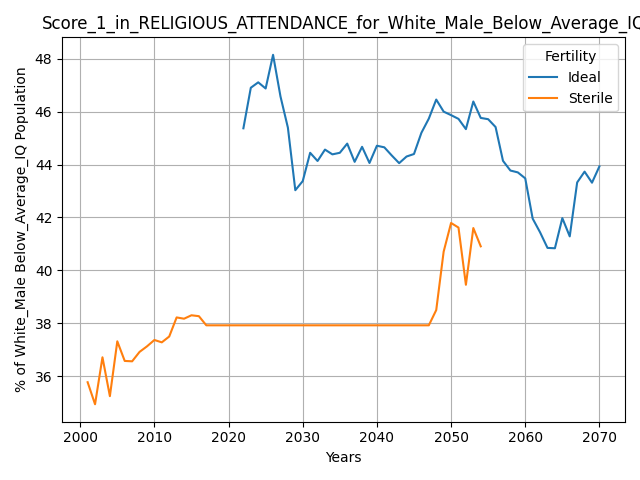 Score_1_in_RELIGIOUS_ATTENDANCE_for_White_Male_Below_Average_IQ
% of White_Male Below_Average_IQ Population
48
46
44
42
40
38
36
Fertility
Ideal
Sterile
2000 2010 2020 2030 2040 2050 2060 2070
Years